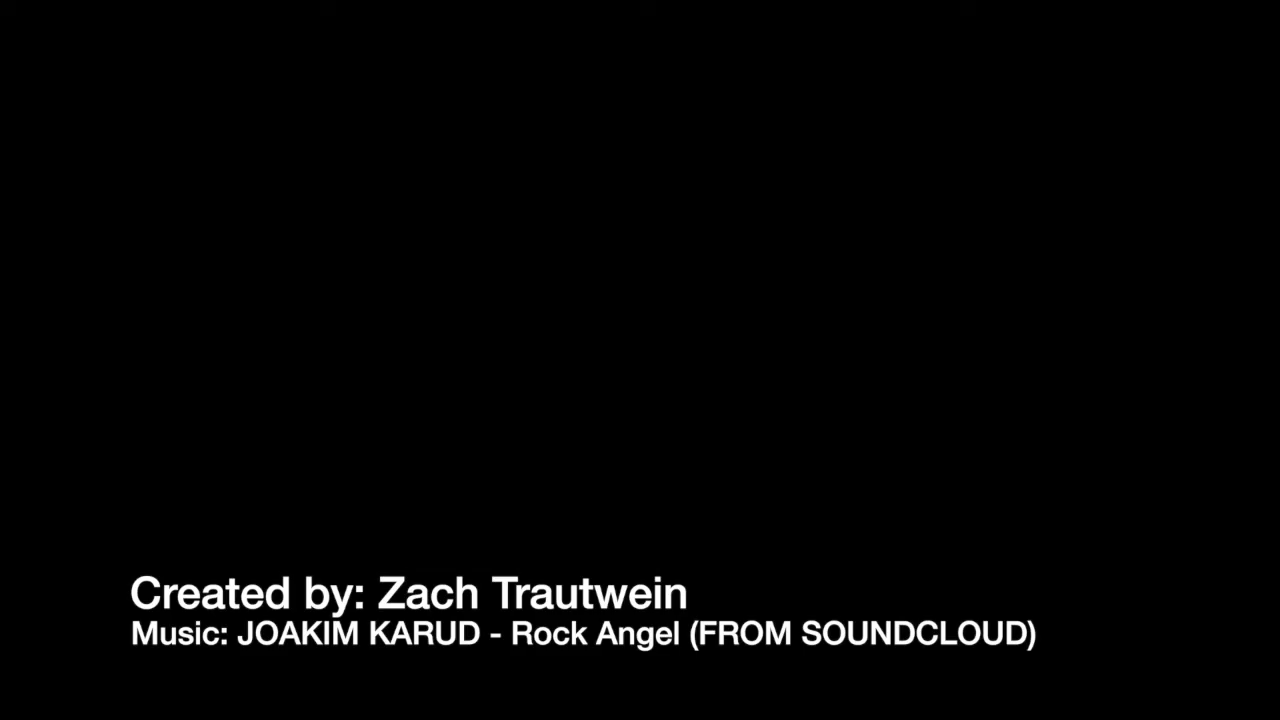 Created by: Zach Trautwein
Music: JOAKIM KARUD - Rock Angel (FROM SOUNDCLOUD)